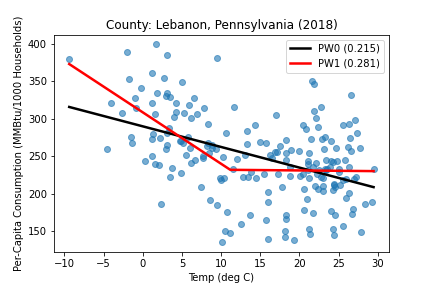 County: Lebanon, Pennsylvania (2018)
Per-Capita Consumption (MMBtu/1000 Households)
400
350
300
250
200
150
PW0 (0.215)
PW1 (0.281)
−10 −5 0 5 10 15 20 25 30
Temp (deg C)